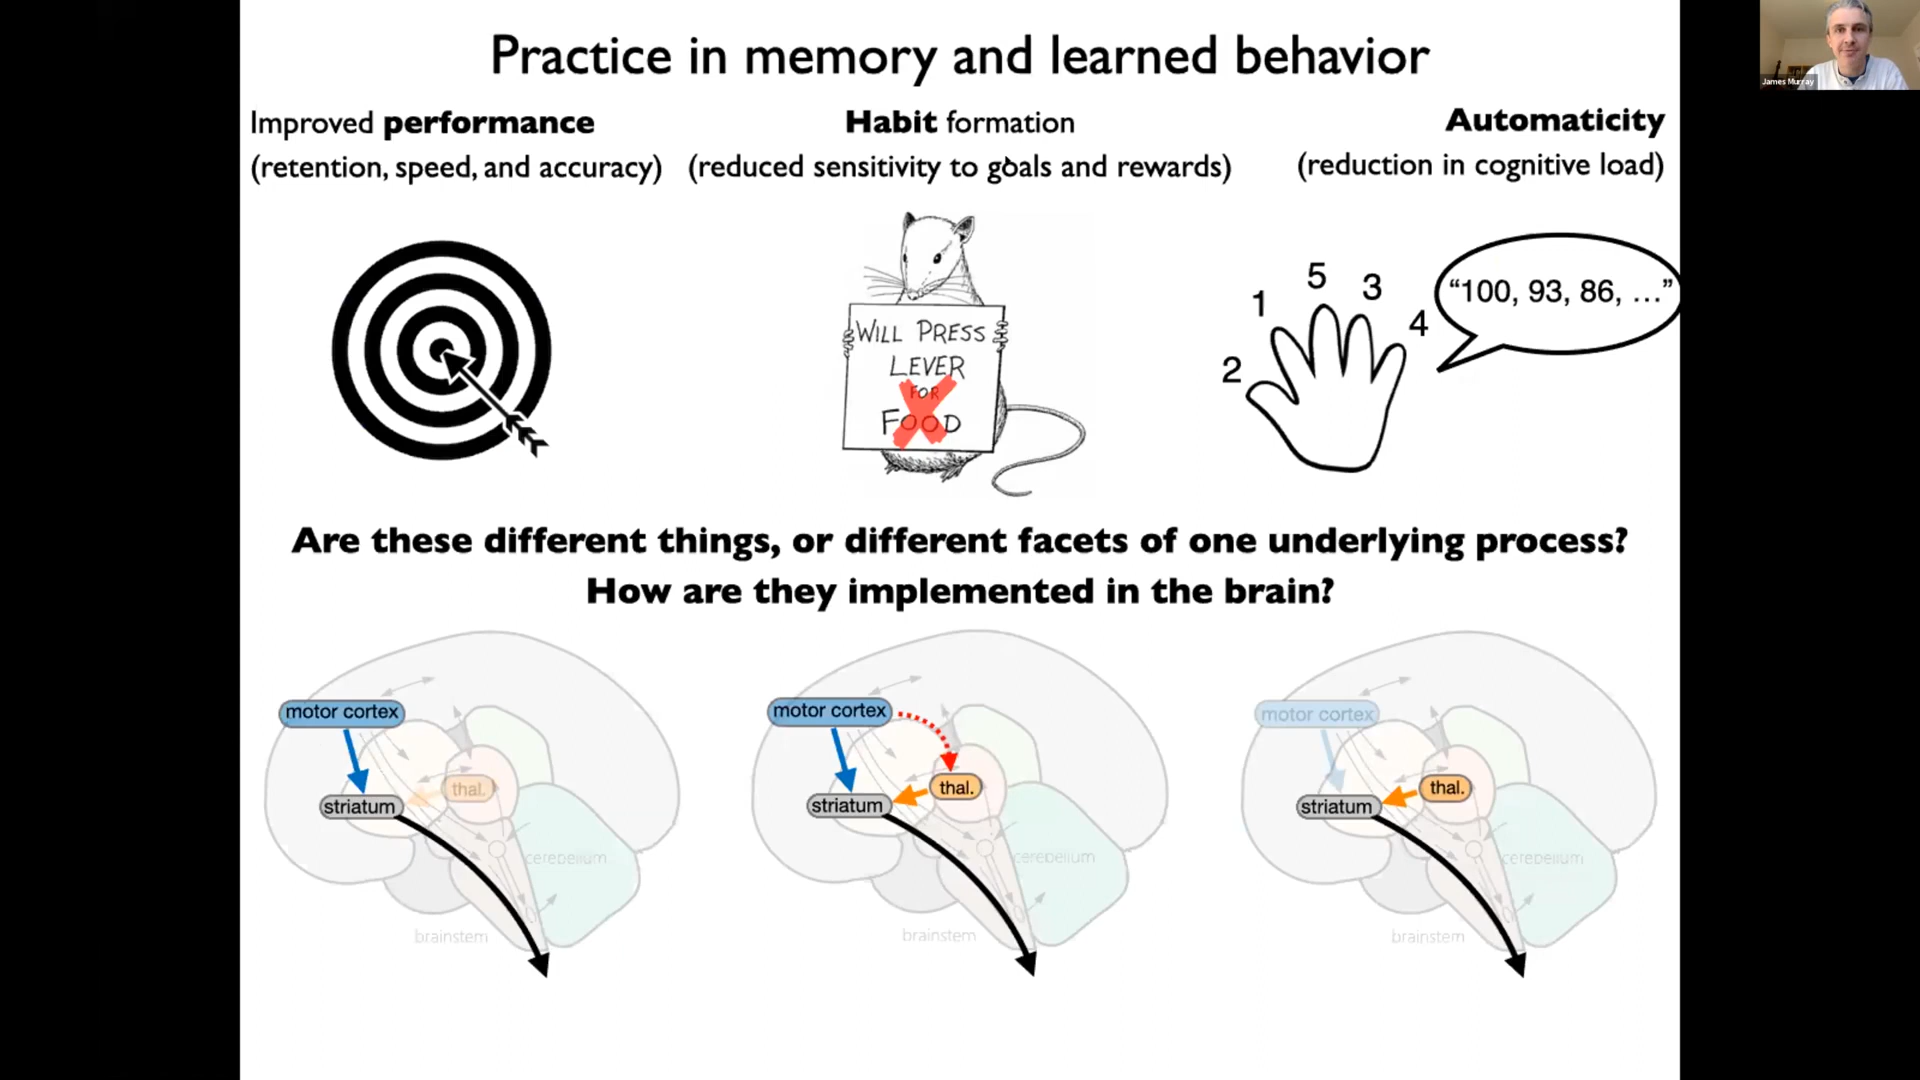 Practice in memory and learned behavior
James Murray
Improved performance
(retention, speed, and accuracy)
Habit formation
(reduced sensitivity to goals and rewards)
Automaticity
(reduction in cognitive load)
WILL PRESS
LEVER
FOR
FOOD
2
1
5
3
4
“100, 93, 86, ...”
Are these different things, or different facets of one underlying process?
How are they implemented in the brain?
motor cortex
thal.
striatum
cerebellum
brainstem
motor cortex
thal.
striatum
cerebellum
brainstem
motor cortex
thal.
striatum
cerebellum
brainstem